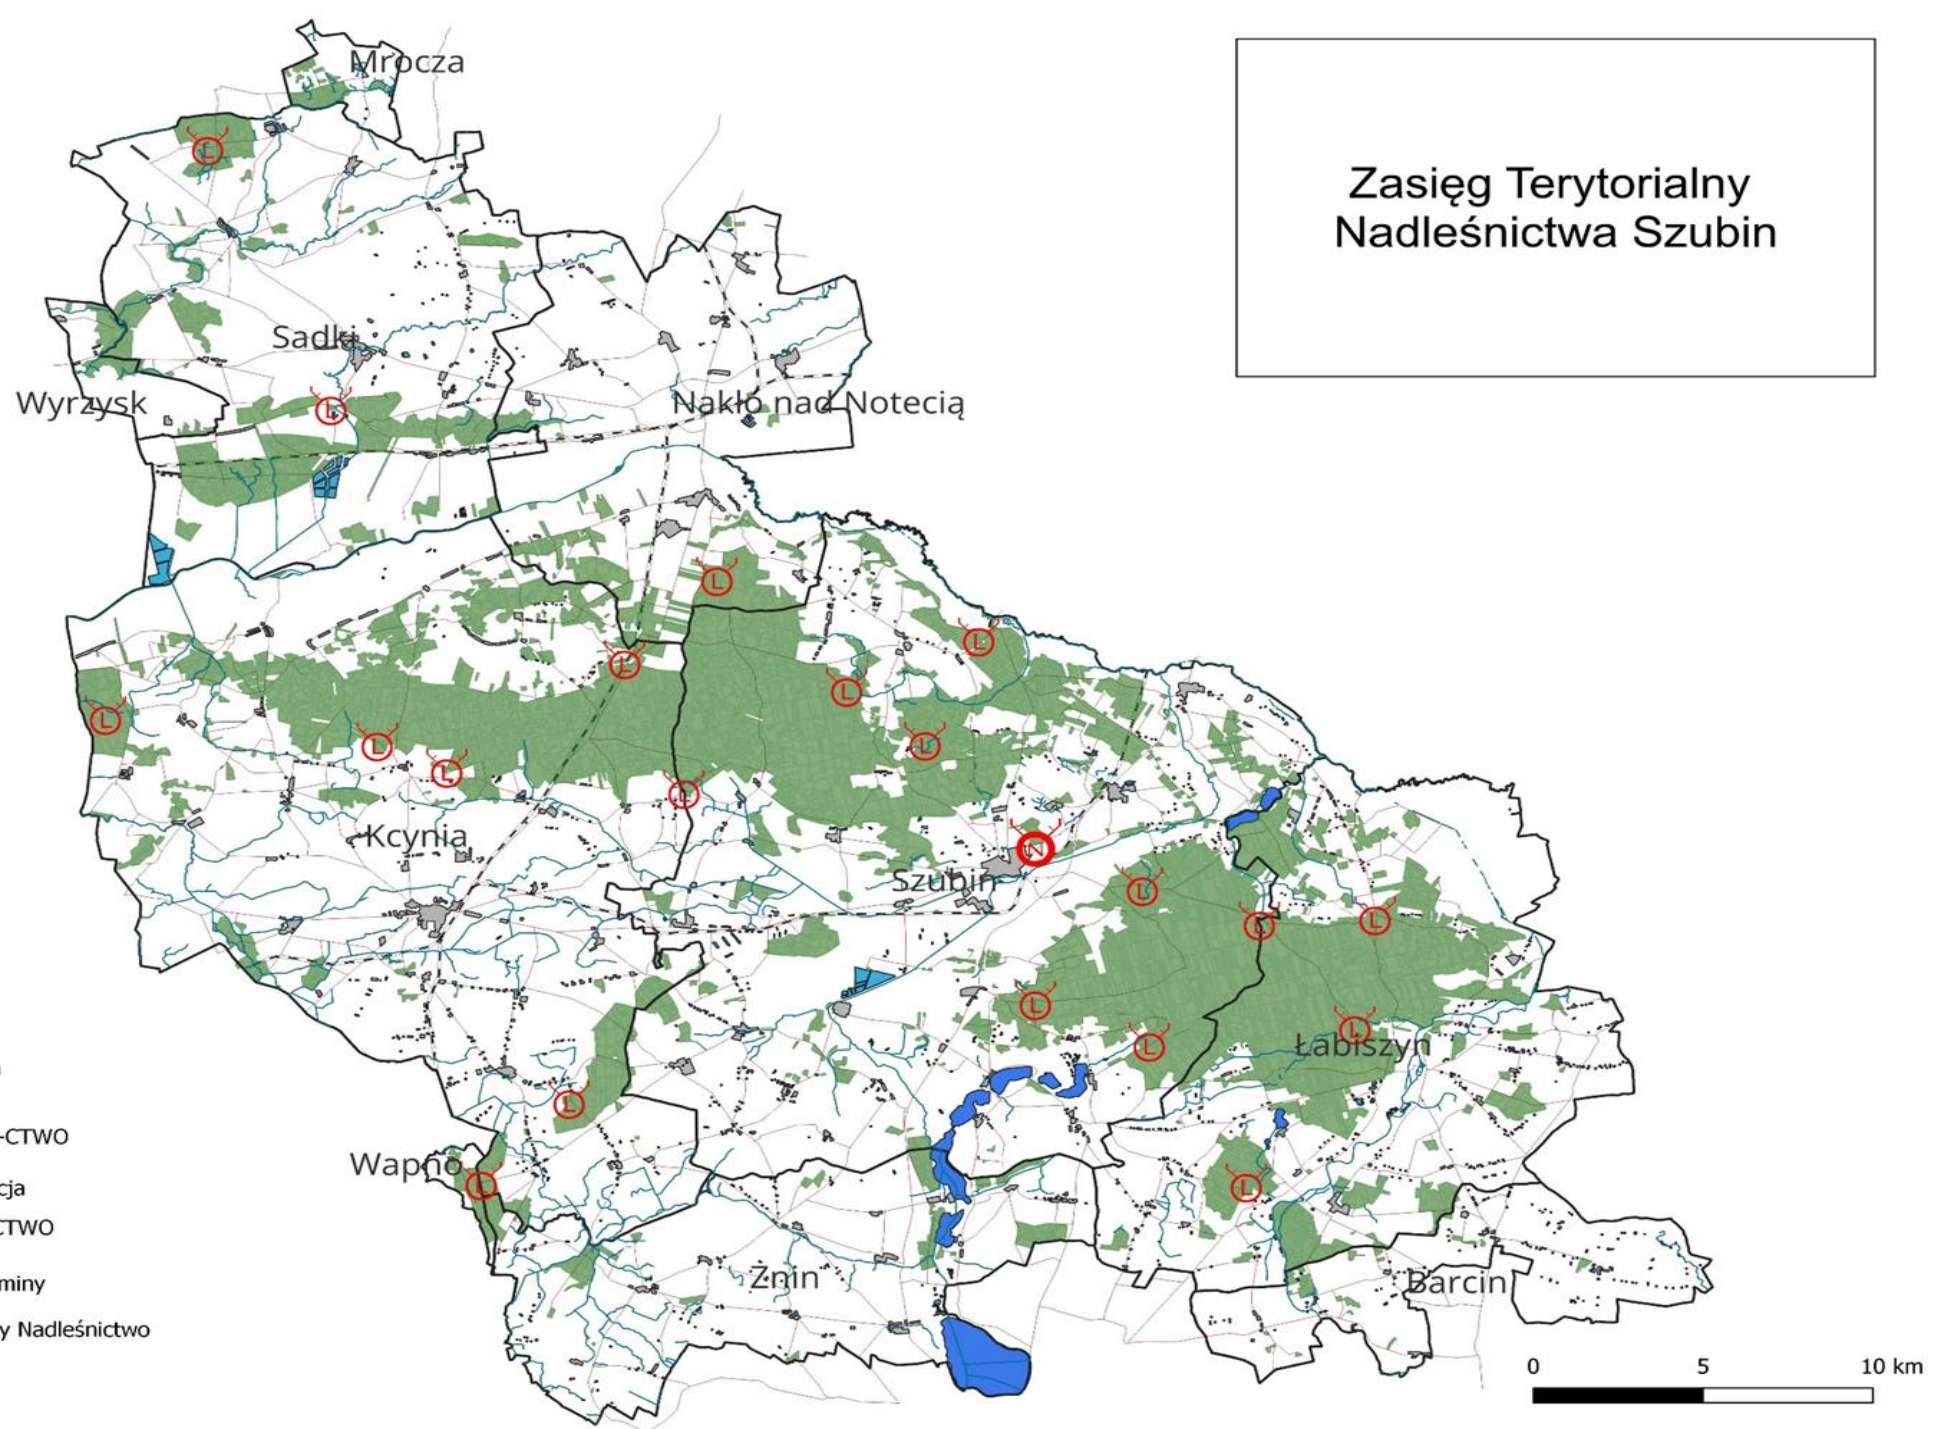 Mrocza
Zasięg Terytorialny
Nadleśnictwa Szubin
L
Sadki
Wyrzysk
L
Nakło nad Notecią
L
L
L
L
L
L
L
L
L
Kcynia
N
Szubin
L
L
L
L
L
L
Łabiszyn
L
-CTWO
Wapno
cja
L
L
CTWO
Żnin
Barcin
miny
y Nadleśnictwo
0 5 10 km